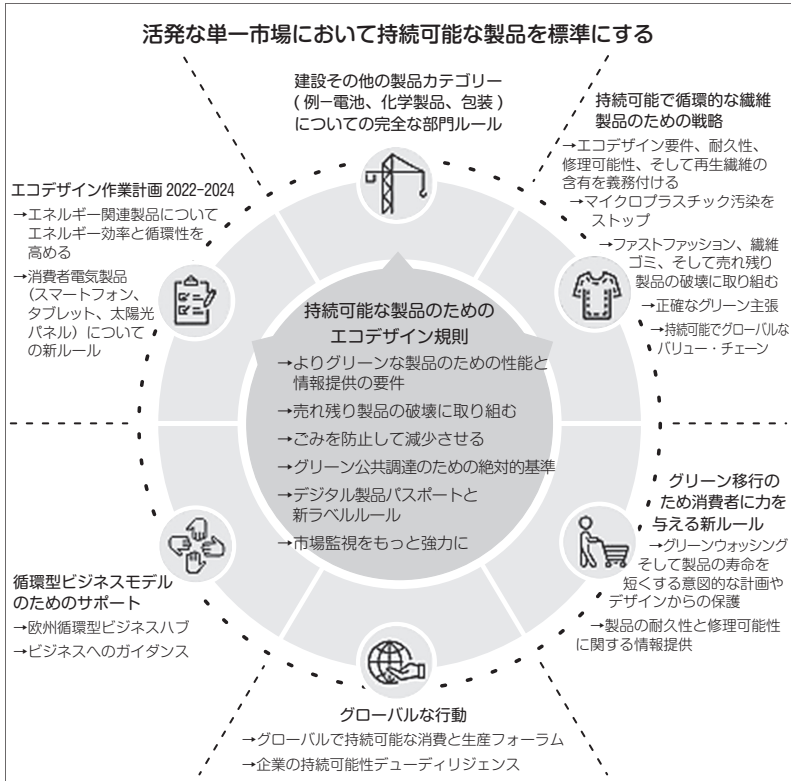 活発な単一市場において持続可能な製品を標準にする
建設その他の製品カテゴリー
(例−電池、化学製品、包装)
についての完全な部門ルール
持続可能で循環的な繊維
製品のための戦略
→エコデザイン要件、耐久性、
修理可能性、そして再生繊維の
含有を義務付ける
→マイクロプラスチック汚染を
ストップ
→ファストファッション、繊維
ゴミ、そして売れ残り
製品の破壊に取り組む
→正確なグリーン主張
→持続可能でグローバルな
バリュー・チェーン
エコデザイン作業計画 2022-2024
→エネルギー関連製品について
エネルギー効率と循環性を
高める
→消費者電気製品
(スマートフォン、
タブレット、太陽光
パネル)について
の新ルール
持続可能な製品のための
エコデザイン規則
→よりグリーンな製品のための性能と
情報提供の要件
→売れ残り製品の破壊に取り組む
→ごみを防止して減少させる
→グリーン公共調達のための絶対的基準
→デジタル製品パスポートと
新ラベルルール
→市場監視をもっと強力に
グリーン移行の
ため消費者に力を
与える新ルール
→グリーンウォッシング
そして製品の寿命を
短くする意図的な計画や
デザインからの保護
→製品の耐久性と修理可能性
に関する情報提供
循環型ビジネスモデル
のためのサポート
→欧州循環型ビジネスハブ
→ビジネスへのガイダンス
グローバルな行動
→グローバルで持続可能な消費と生産フォーラム
→企業の持続可能性デューディリジェンス